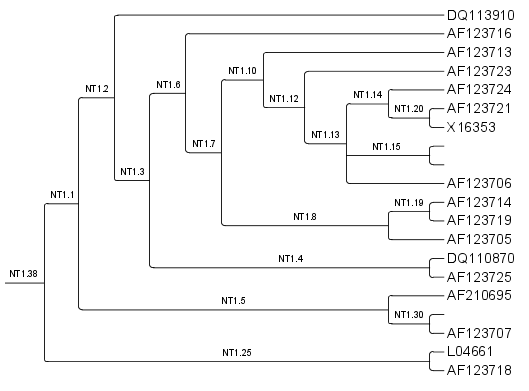 DQ113910
AF123716
AF123713
AF123723
NT1.10
AF123724
NT1.14
NT1.2
NT1.6
AF123721
NT1.20
NT1.12
X16353
NT1.13
NT1.7
NT1.15
NT1.3
AF123706
NT1.1
AF123714
NT1.19
AF123719
NT1.8
AF123705
DQ110870
NT1.4
NT1.38
AF123725
AF210695
NT1.5
NT1.30
AF123707
L04661
NT1.25
AF123718